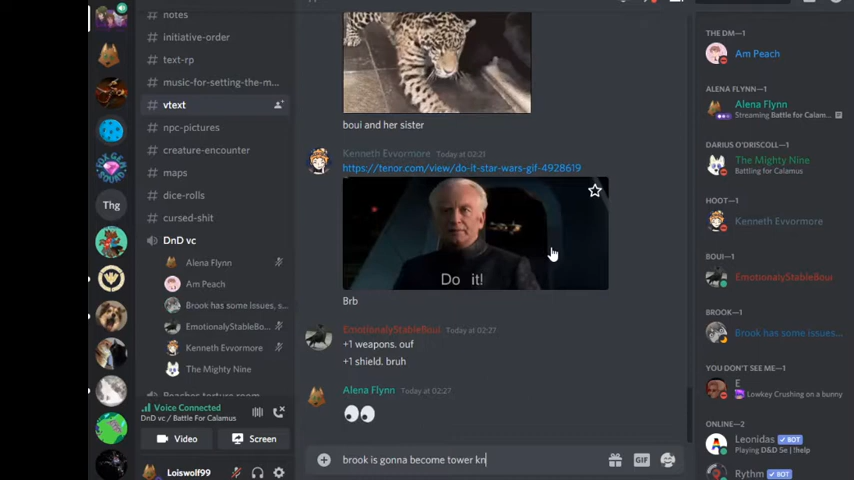 notes
initiative-order
text-rp
music-for-setting-the-m...
vtext
npc-pictures
creature-encounter
maps
dice-rolls
cursed-shit
DnD vc
Alena Flynn
Am Peach
Brook has some issues, s...
EmotionalyStableBo...
Kenneth Evvormore
The Mighty Nine
Voice Connected
DnD vc / Battle For Calamus
Video
Screen
Loiswolf99
Thg
boui and her sister
Kenneth Evvormore Today at 02:21
https://tenor.com/view/do-it-star-wars-gif-4928619
Do it!
Brb
EmotionalyStableBoui Today at 02:27
+1 weapons. ouf
+1 shield. bruh
Alena Flynn Today at 02:27
brook is gonna become tower kn
GIF
THE DM—1
Am Peach
ALENA FLYNN—1
Alena Flynn
Streaming Battle for Calam...
DARIUS O'DRISCOLL—1
The Mighty Nine
Battling for Calamus
HOOT—1
Kenneth Evvormore
BOUI—1
EmotionalyStableBoui
BROOK—1
Brook has some issues...
YOU DON'T SEE ME—1
E
Lowkey Crushing on a bunny
ONLINE—2
Leonidas BOT
Playing D&D 5e | !help
Rythm BOT